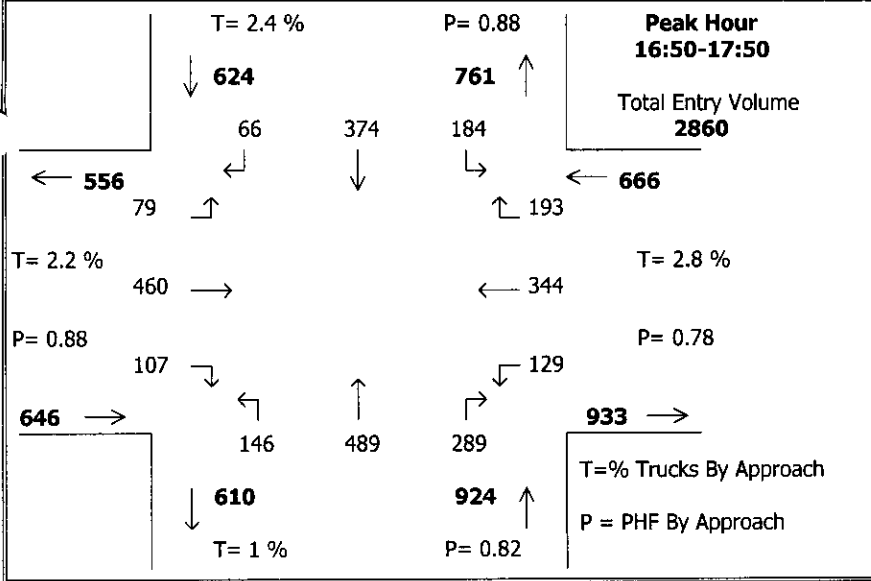 T= 2.4 %
P= 0.88
Peak Hour
16:50-17:50
624
761
Total Entry Volume
2860
66
374
184
556
666
79
193
T= 2.2 %
T= 2.8 %
460
344
P= 0.88
P= 0.78
107
129
646
933
146
489
289
T=% Trucks By Approach
610
924
P = PHF By Approach
T= 1 %
P= 0.82